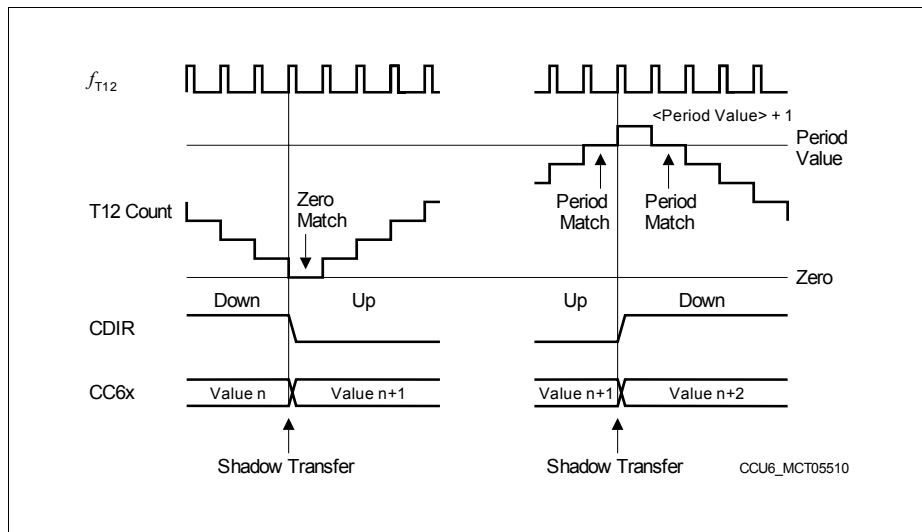 fT12
<Period Value> + 1
Period
Value
Zero
Match
Period
Match
Period
Match
T12 Count
Zero
Down
Up
Up
Down
CDIR
CC6x
Value n
Value n+1
Value n+1
Value n+2
Shadow Transfer
Shadow Transfer
CCU6_MCT05510